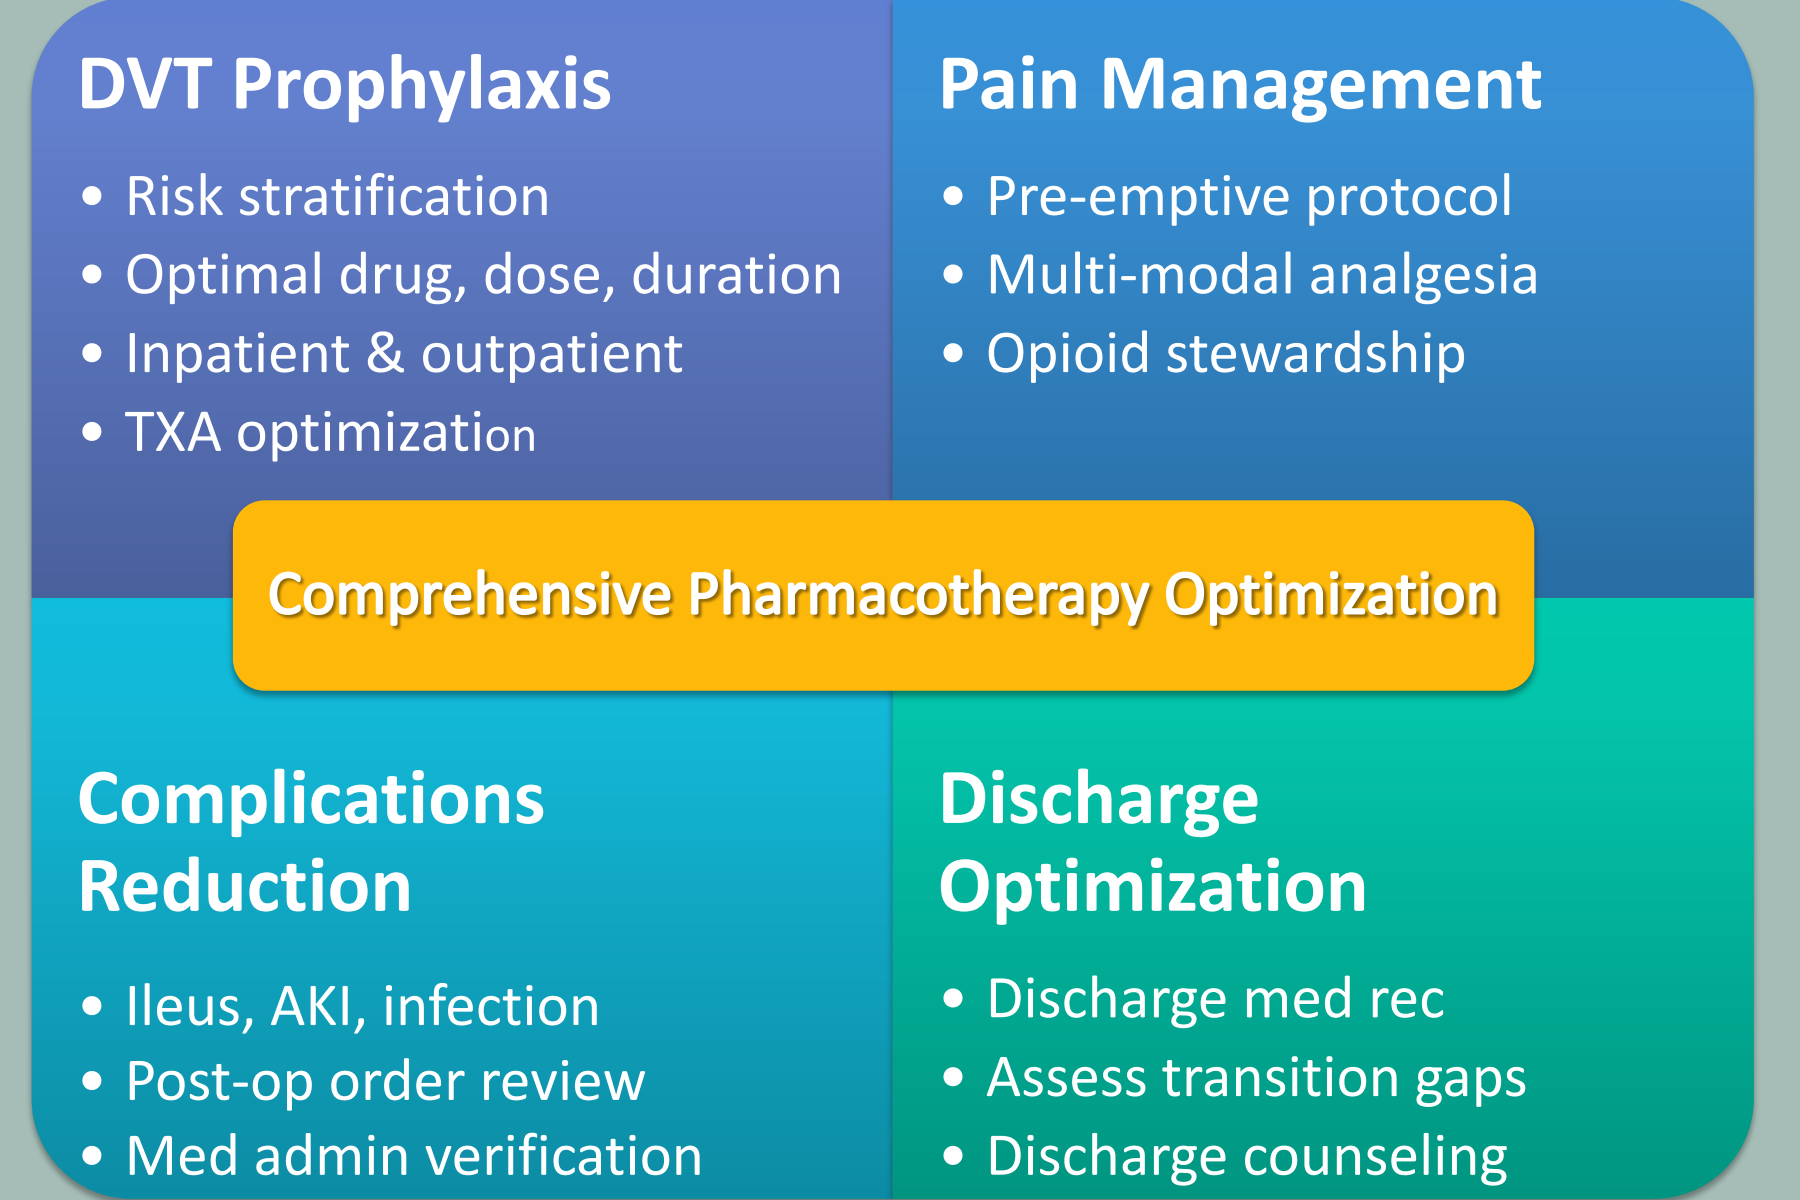 DVT Prophylaxis
• Risk stratification
• Optimal drug, dose, duration
• Inpatient & outpatient
• TXA optimization
Pain Management
• Pre-emptive protocol
• Multi-modal analgesia
• Opioid stewardship
Comprehensive Pharmacotherapy Optimization
Complications
Reduction
• Ileus, AKI, infection
• Post-op order review
• Med admin verification
Discharge
Optimization
• Discharge med rec
• Assess transition gaps
• Discharge counseling